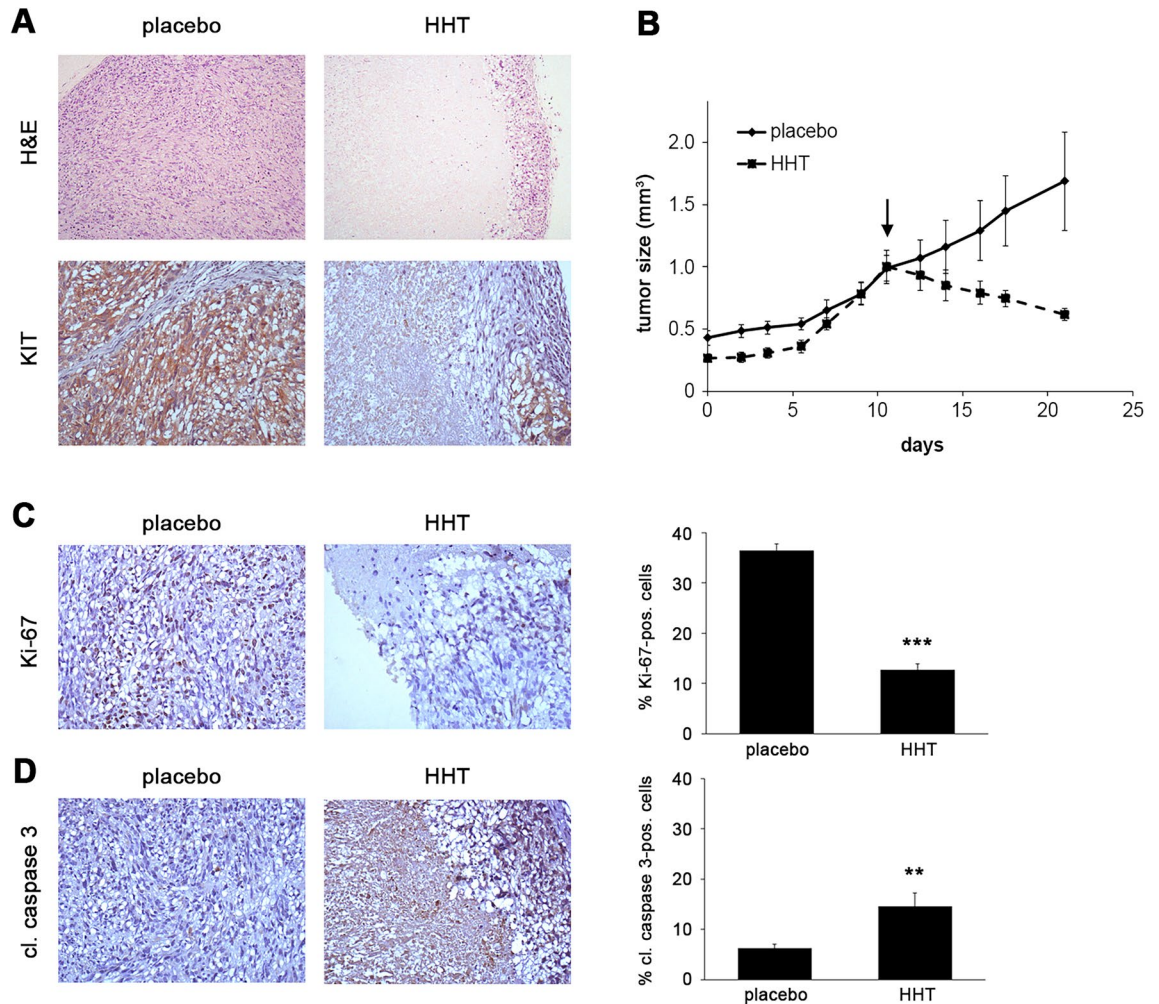 A
placebo
HHT
H&E
KIT
B
placebo
HHT
tumor size (mm³)
2.0
1.5
1.0
0.5
0
0 5 10 15 20 25
days
C
placebo
HHT
Ki-67
% Ki-67-pos. cells
40
30
20
10
0
***
placebo HHT
D
placebo
HHT
cl. caspase 3
% cl. caspase 3-pos. cells
40
30
20
10
0
**
placebo HHT